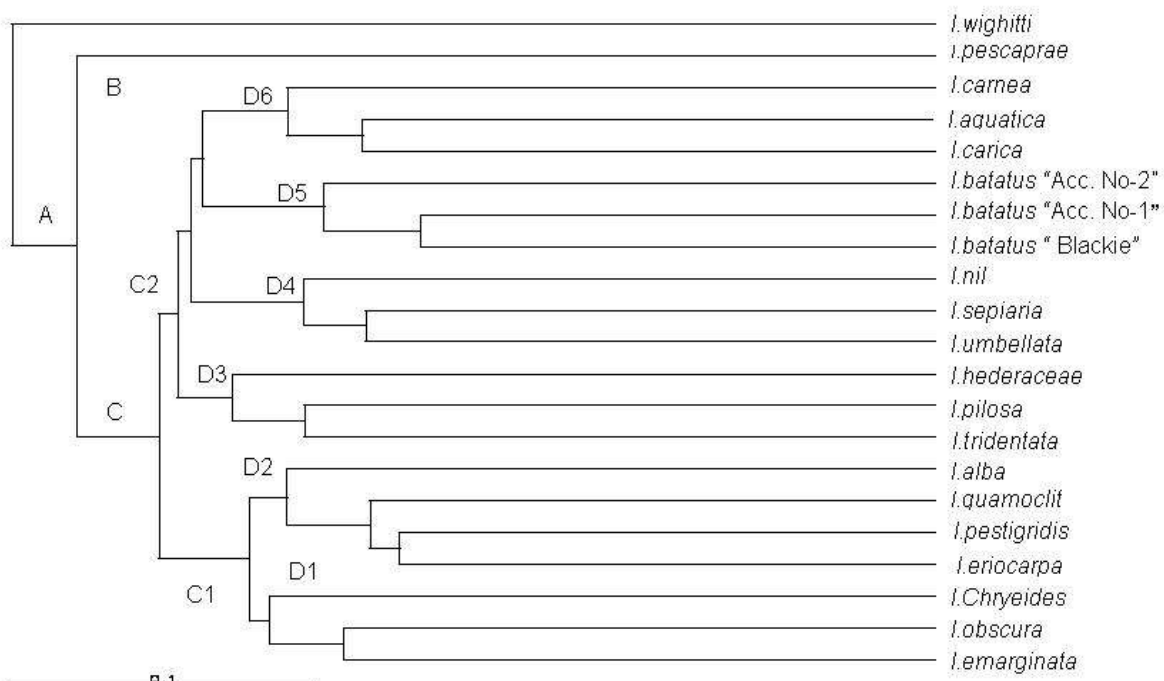 I.wighitti
I.pescaprae
B
D6
I.carnea
I.aquatica
I.carica
D5
I.batatus "Acc. No-2"
A
I.batatus "Acc. No-1"
I.batatus " Blackie"
C2
D4
I.nil
I.sepiaria
I.umbellata
D3
I.hederaceae
C
I.pilosa
I.tridentata
D2
I.alba
I.quamoclit
I.pestigridis
D1
I.eriocarpa
C1
I.Chryeides
I.obscura
I.emarginata